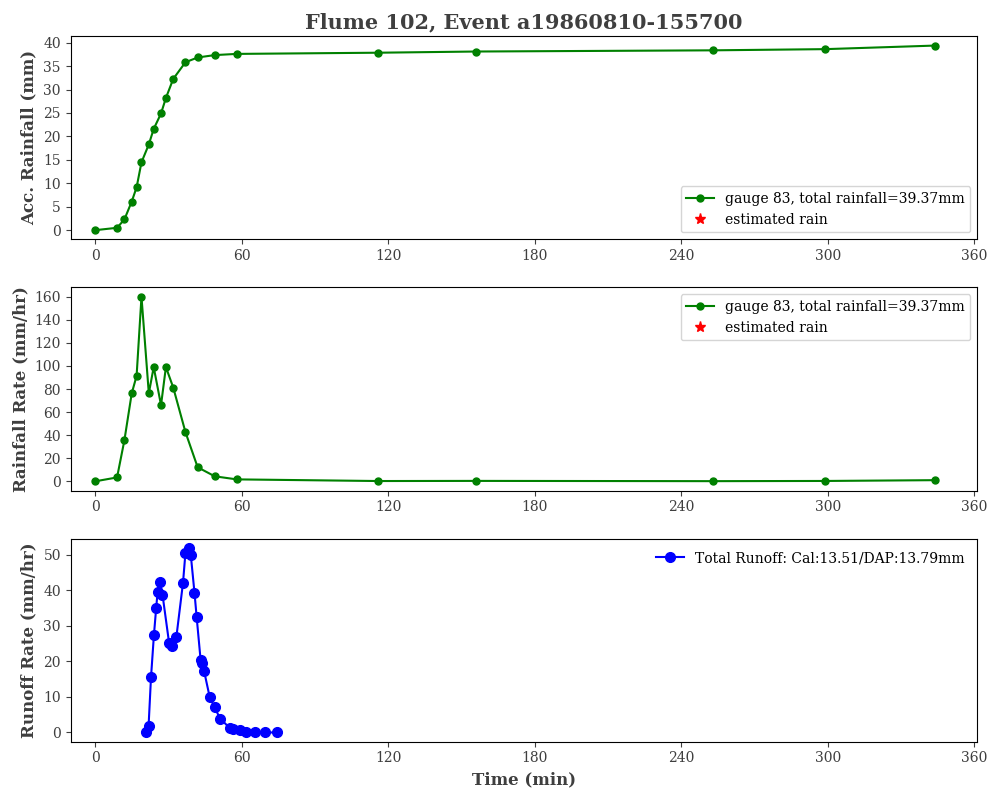 Flume 102, Event a19860810-155700
Acc. Rainfall (mm)
40
35
30
25
20
15
10
5
0
gauge 83, total rainfall=39.37mm
estimated rain
0 60 120 180 240 300 360
Rainfall Rate (mm/hr)
160
140
120
100
80
60
40
20
0
gauge 83, total rainfall=39.37mm
estimated rain
0 60 120 180 240 300 360
Runoff Rate (mm/hr)
50
40
30
20
10
0
Total Runoff: Cal:13.51/DAP:13.79mm
0 60 120 180 240 300 360
Time (min)